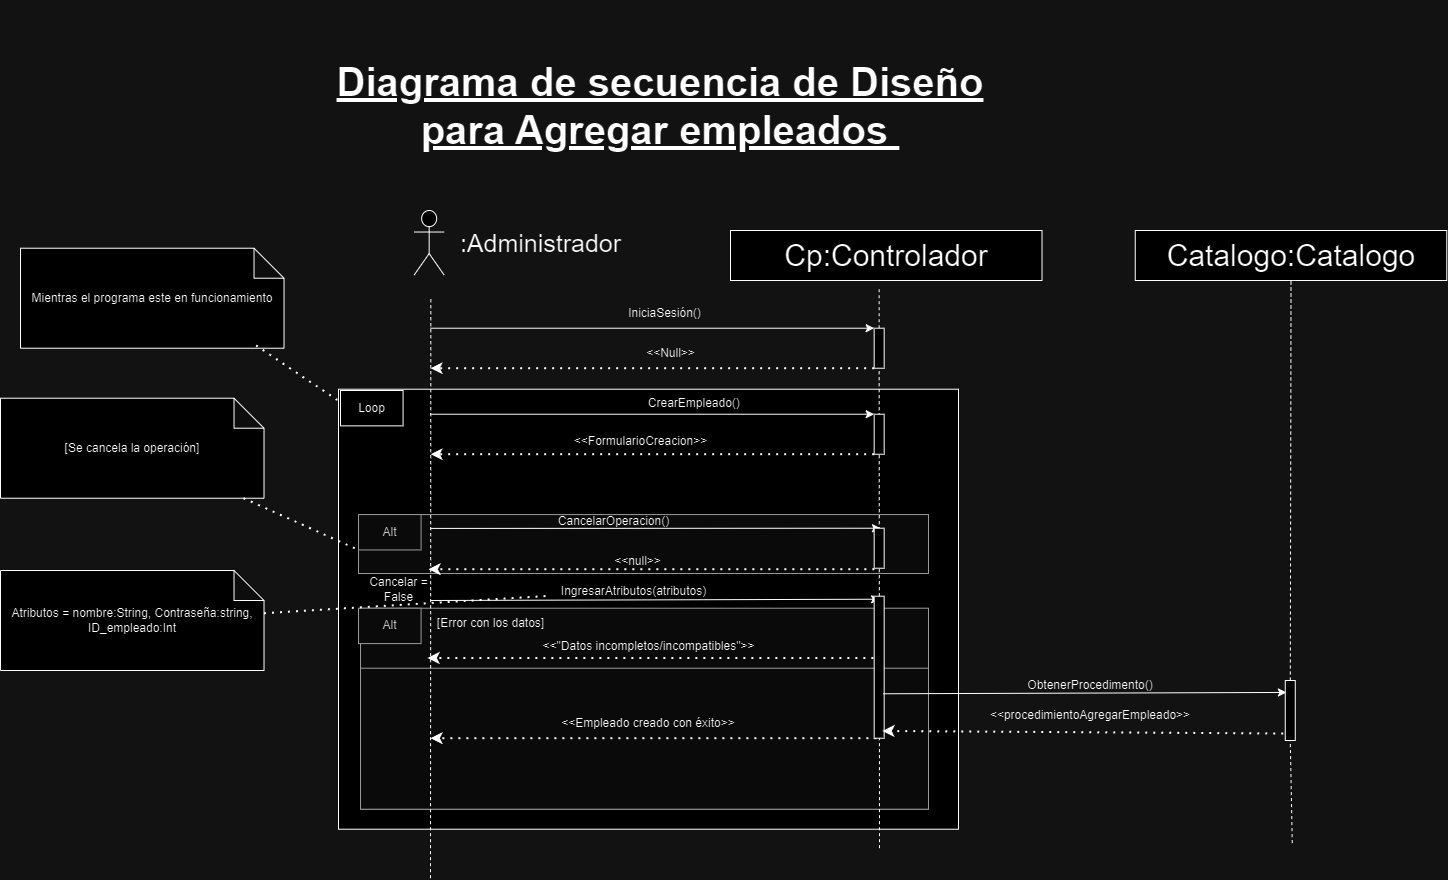 Diagrama de secuencia de Diseño
para Agregar empleados
:Administrador
Cp:Controlador
Catalogo:Catalogo
Mientras el programa este en funcionamiento
IniciaSesión()
<<Null>>
Loop
CrearEmpleado()
<<FormularioCreacion>>
[Se cancela la operación]
Alt
CancelarOperacion()
<<null>>
Cancelar =
False
IngresarAtributos(atributos)
Atributos = nombre:String, Contraseña:string,
ID_empleado:Int
Alt
[Error con los datos]
<<"Datos incompletos/incompatibles">>
ObtenerProcedimento()
<<procedimientoAgregarEmpleado>>
<<Empleado creado con éxito>>